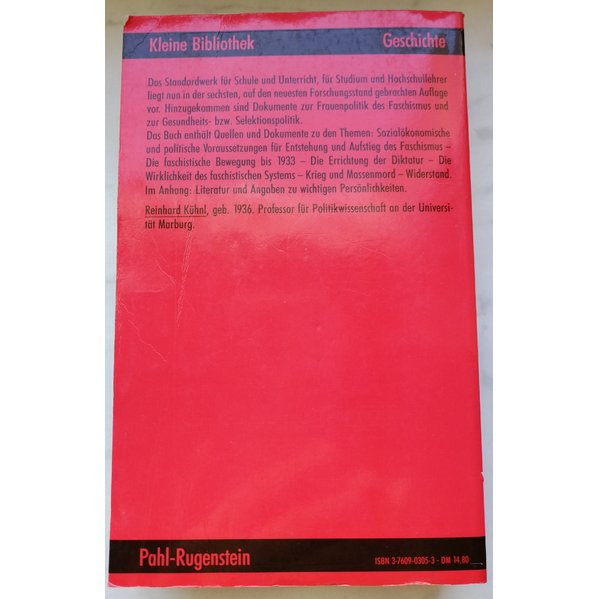 Kleine Bibliothek Geschichte
Das Standardwerk für Schule und Unterricht, für Studium und Hochschullehrer
liegt nun in der sechsten, auf den neuesten Forschungsstand gebrachten Auflage
vor. Hinzugekommen sind Dokumente zur Frauenpolitik des Faschismus und
zur Gesundheits- bzw. Selektionspolitik.
Das Buch enthält Quellen und Dokumente zu den Themen: Sozialökonomische
und politische Voraussetzungen für Entstehung und Aufstieg des Faschismus –
Die faschistische Bewegung bis 1933 – Die Errichtung der Diktatur – Die
Wirklichkeit des faschistischen Systems – Krieg und Massenmord – Widerstand.
Im Anhang: Literatur und Angaben zu wichtigen Persönlichkeiten.
Reinhard Kühnl, geb. 1936. Professor für Politikwissenschaft an der Universi-
tät Marburg.
Pahl-Rugenstein ISBN 3-7609-0305-3 - DM 14,80